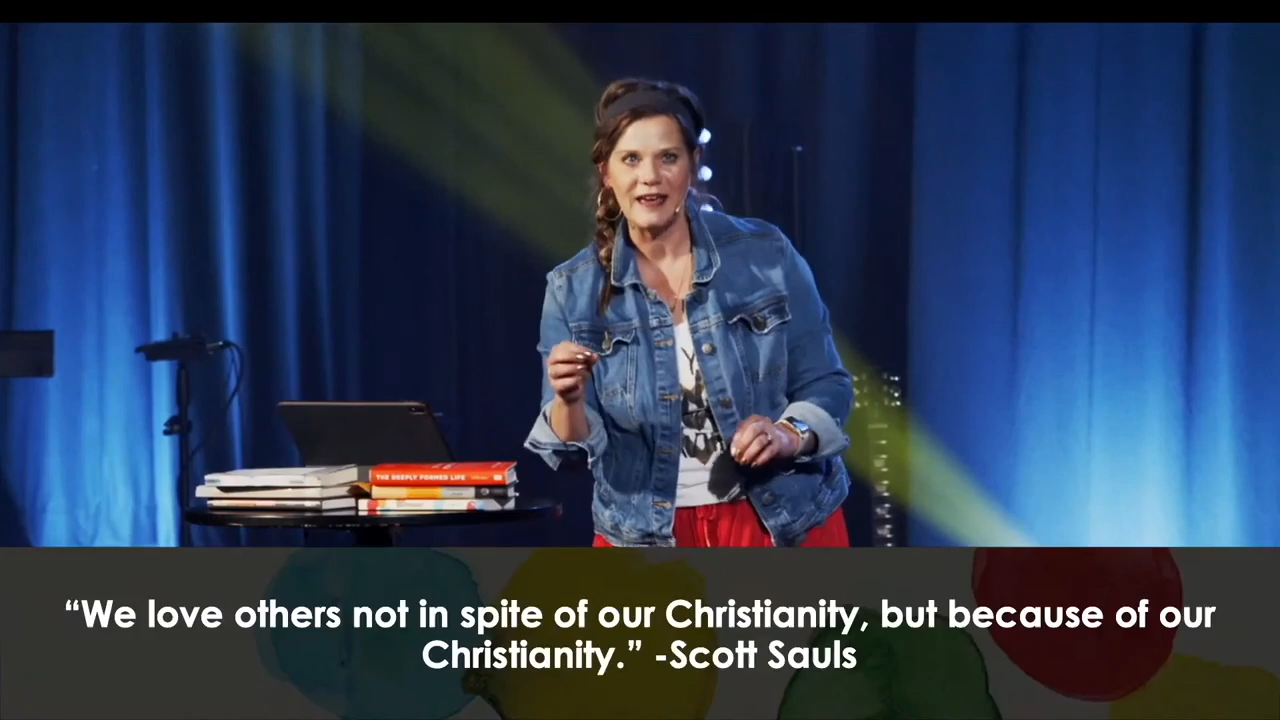 THE DEEPLY FORMED LIFE
“We love others not in spite of our Christianity, but because of our
Christianity.” -Scott Sauls